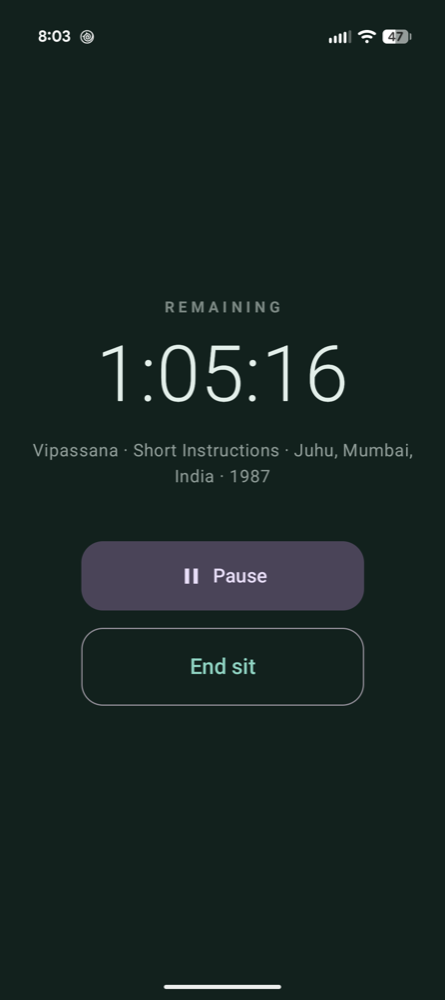 8:03
47
REMAINING
1:05:16
Vipassana · Short Instructions · Juhu, Mumbai,
India · 1987
Pause
End sit